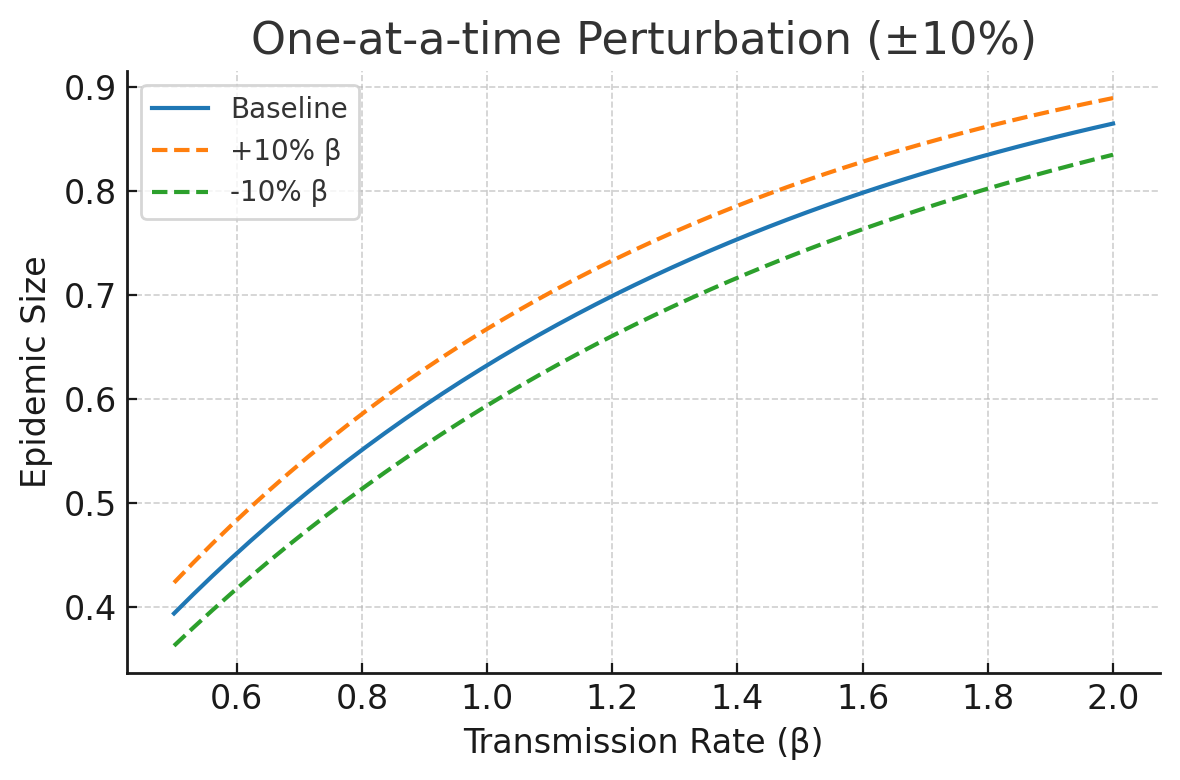 One-at-a-time Perturbation (±10%)
Baseline
+10% β
-10% β
Epidemic Size
0.9
0.8
0.7
0.6
0.5
0.4
0.6 0.8 1.0 1.2 1.4 1.6 1.8 2.0
Transmission Rate (β)